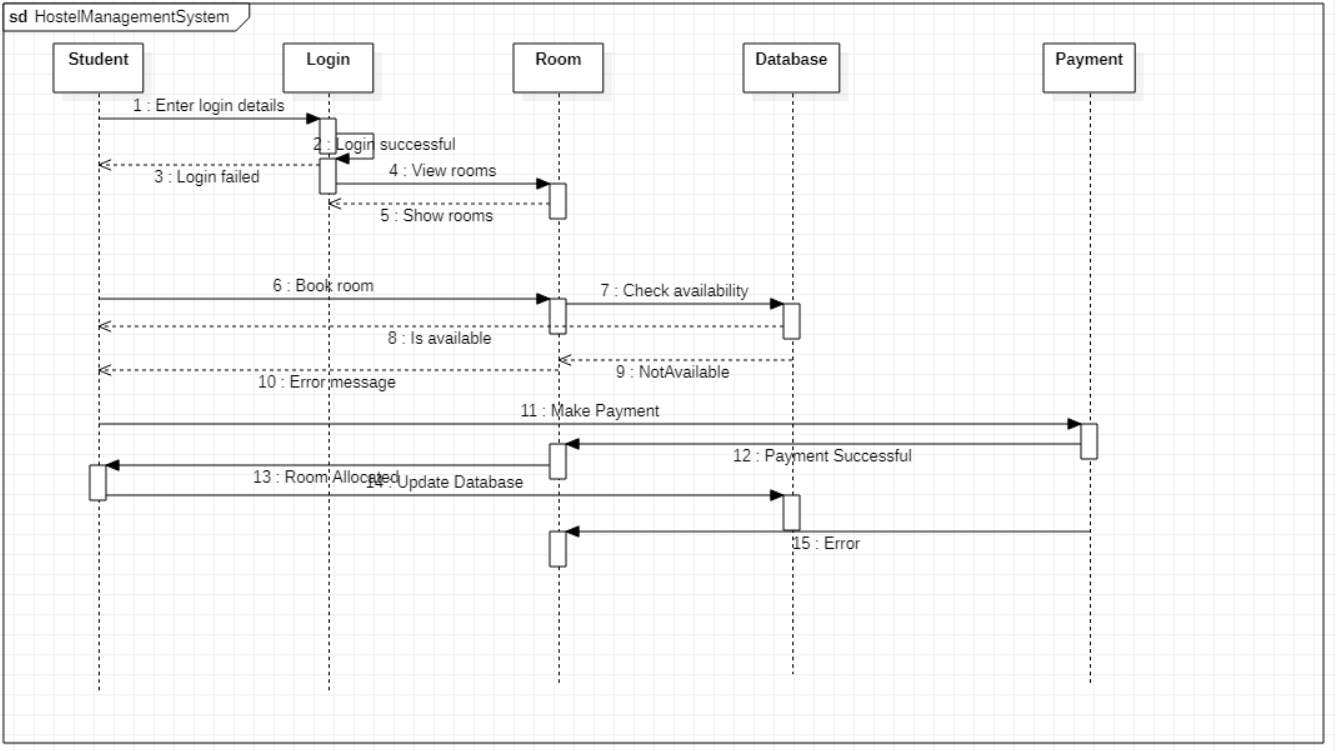 sd HostelManagementSystem
Student
Login
Room
Database
Payment
1 : Enter login details
2 : Login successful
3 : Login failed
4 : View rooms
5 : Show rooms
6 : Book room
7 : Check availability
8 : Is available
9 : NotAvailable
10 : Error message
11 : Make Payment
12 : Payment Successful
13 : Room Allocated
14 : Update Database
15 : Error